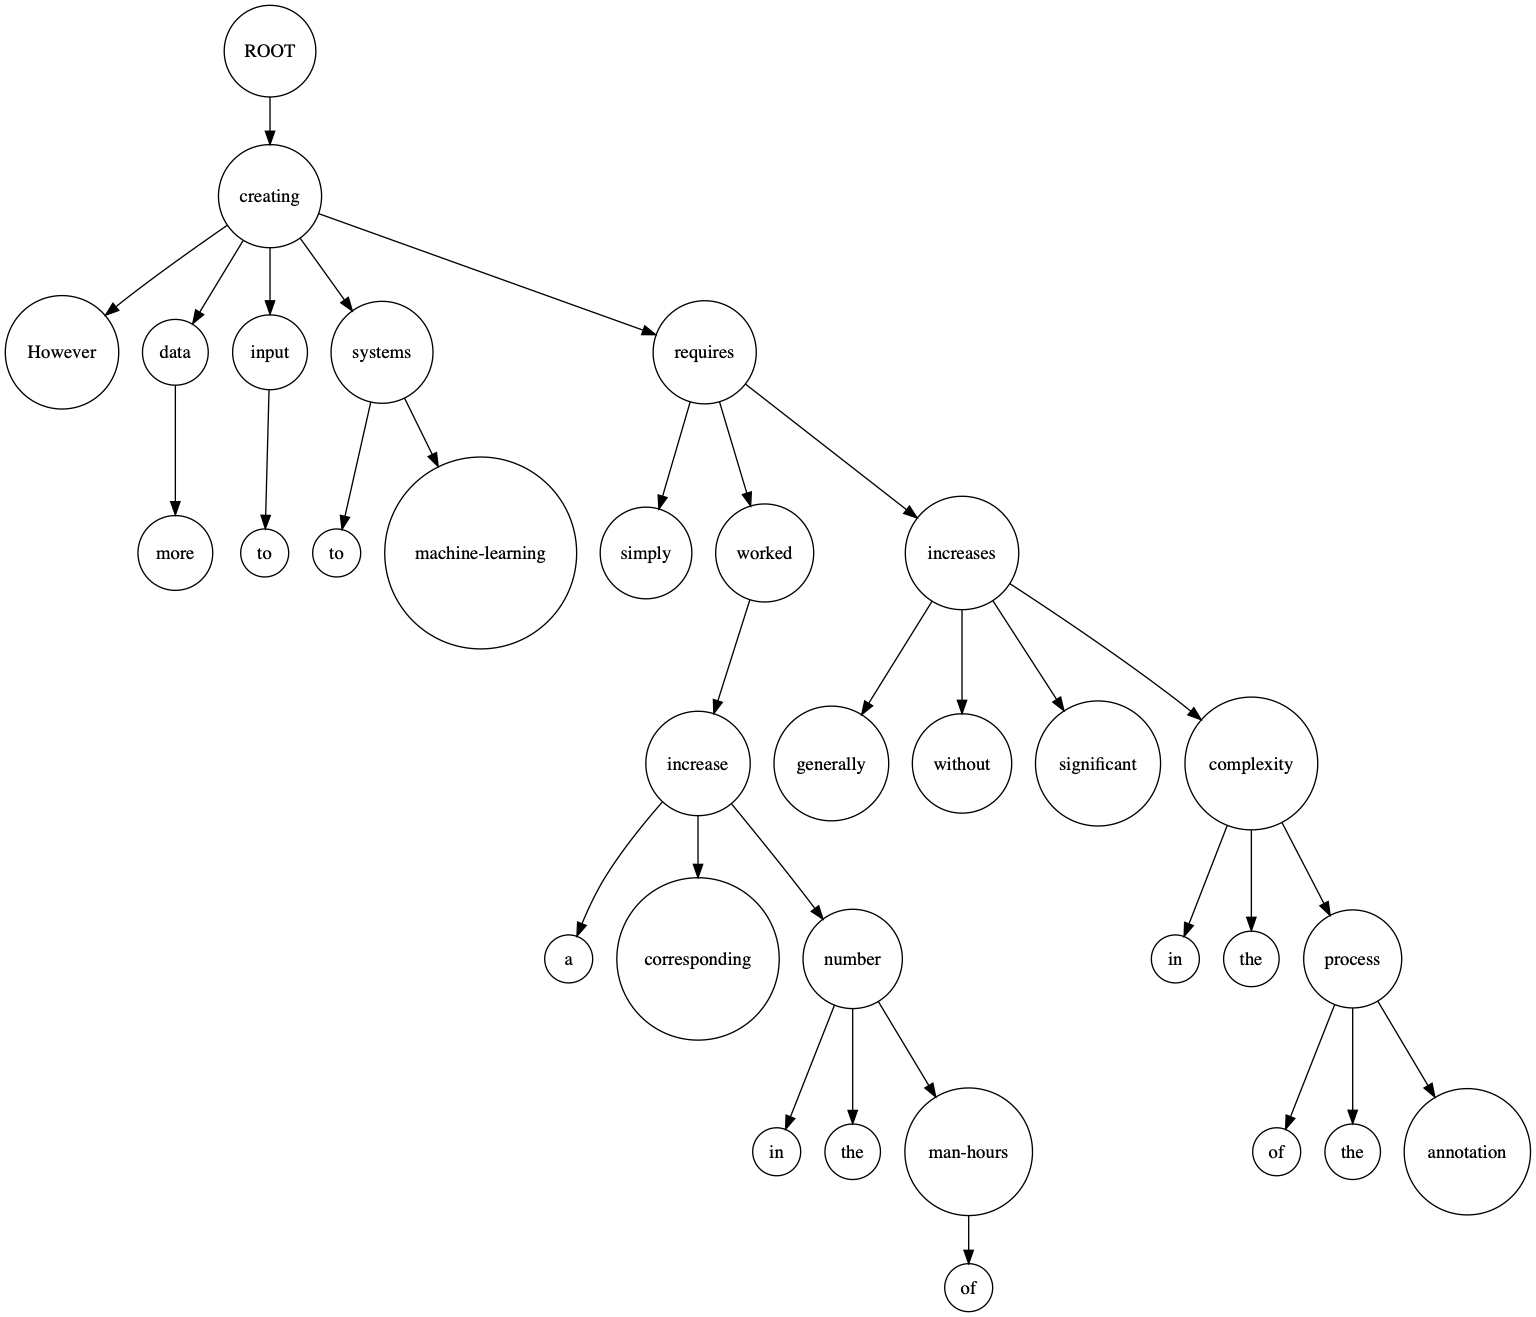 ROOT
creating
However data input systems requires
more to to machine-learning simply worked increases
increase generally without significant complexity
a corresponding number in the process
in the man-hours of the annotation
of